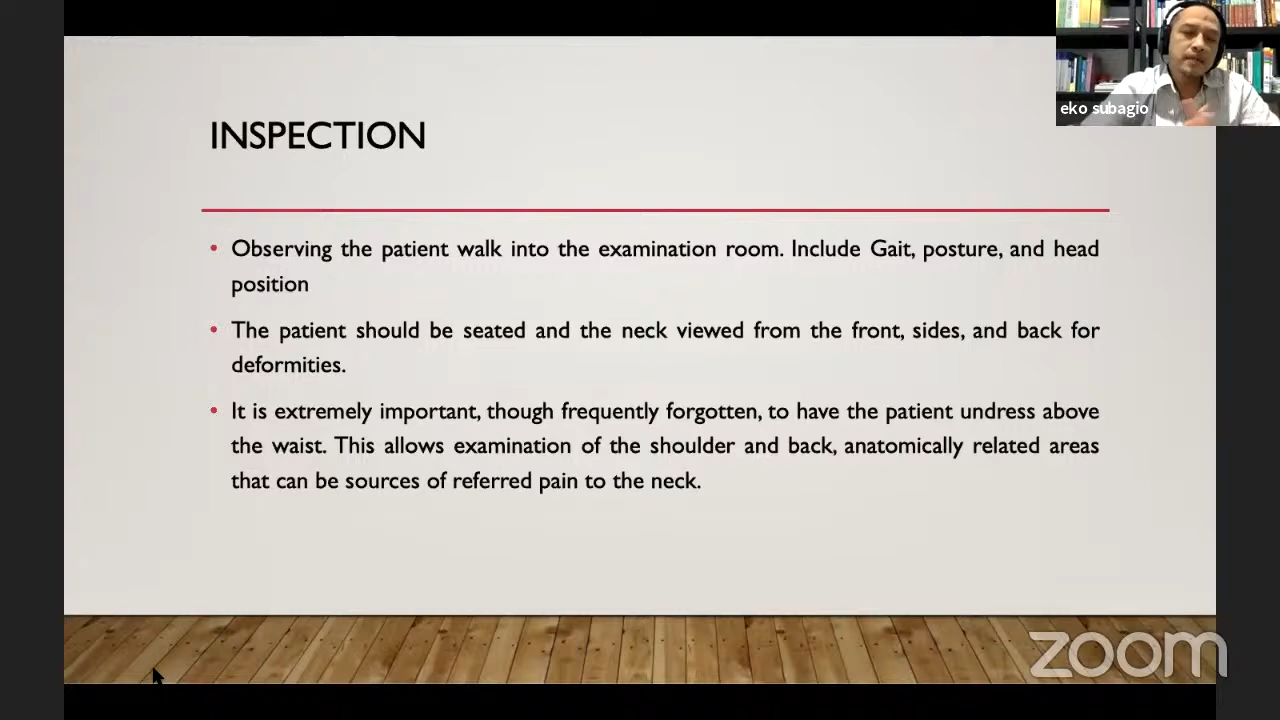 eko subagio
INSPECTION
• Observing the patient walk into the examination room. Include Gait, posture, and head
position
• The patient should be seated and the neck viewed from the front, sides, and back for
deformities.
• It is extremely important, though frequently forgotten, to have the patient undress above
the waist. This allows examination of the shoulder and back, anatomically related areas
that can be sources of referred pain to the neck.
zoom